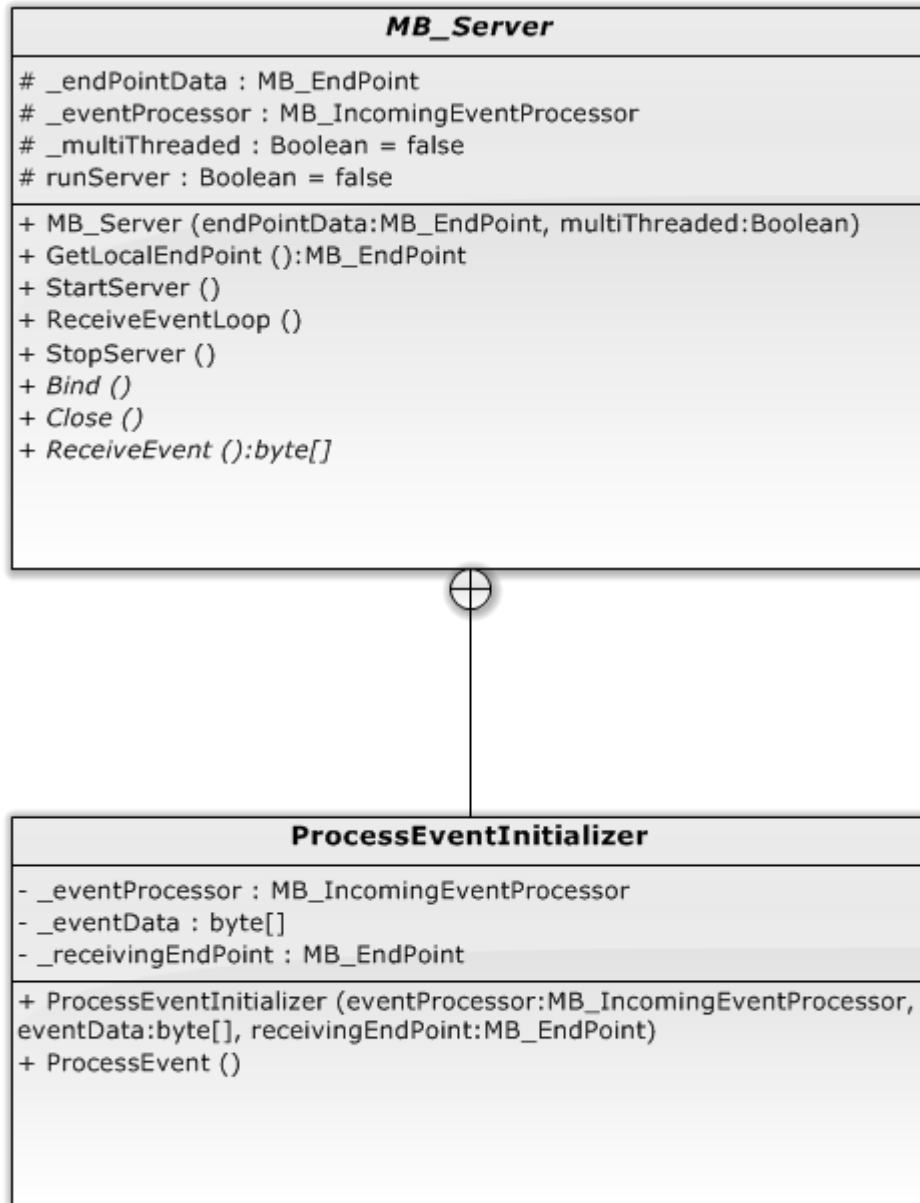 MB_Server
# _endPointData : MB_EndPoint
# _eventProcessor : MB_IncomingEventProcessor
# _multiThreaded : Boolean = false
# runServer : Boolean = false
+ MB_Server (endPointData:MB_EndPoint, multiThreaded:Boolean)
+ GetLocalEndPoint ():MB_EndPoint
+ StartServer ()
+ ReceiveEventLoop ()
+ StopServer ()
+ Bind ()
+ Close ()
+ ReceiveEvent ():byte[]
ProcessEventInitializer
- _eventProcessor : MB_IncomingEventProcessor
- _eventData : byte[]
- _receivingEndPoint : MB_EndPoint
+ ProcessEventInitializer (eventProcessor:MB_IncomingEventProcessor,
eventData:byte[], receivingEndPoint:MB_EndPoint)
+ ProcessEvent ()